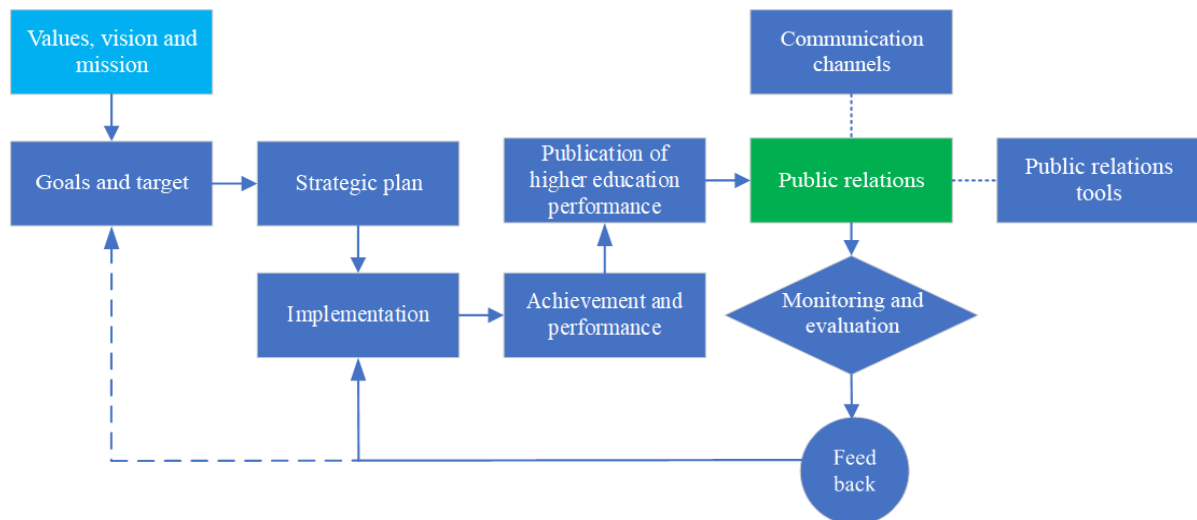 Values, vision and
mission
Communication
channels
Goals and target
Strategic plan
Publication of
higher education
performance
Public relations
Public relations
tools
Implementation
Achievement and
performance
Monitoring and
evaluation
Feed
back